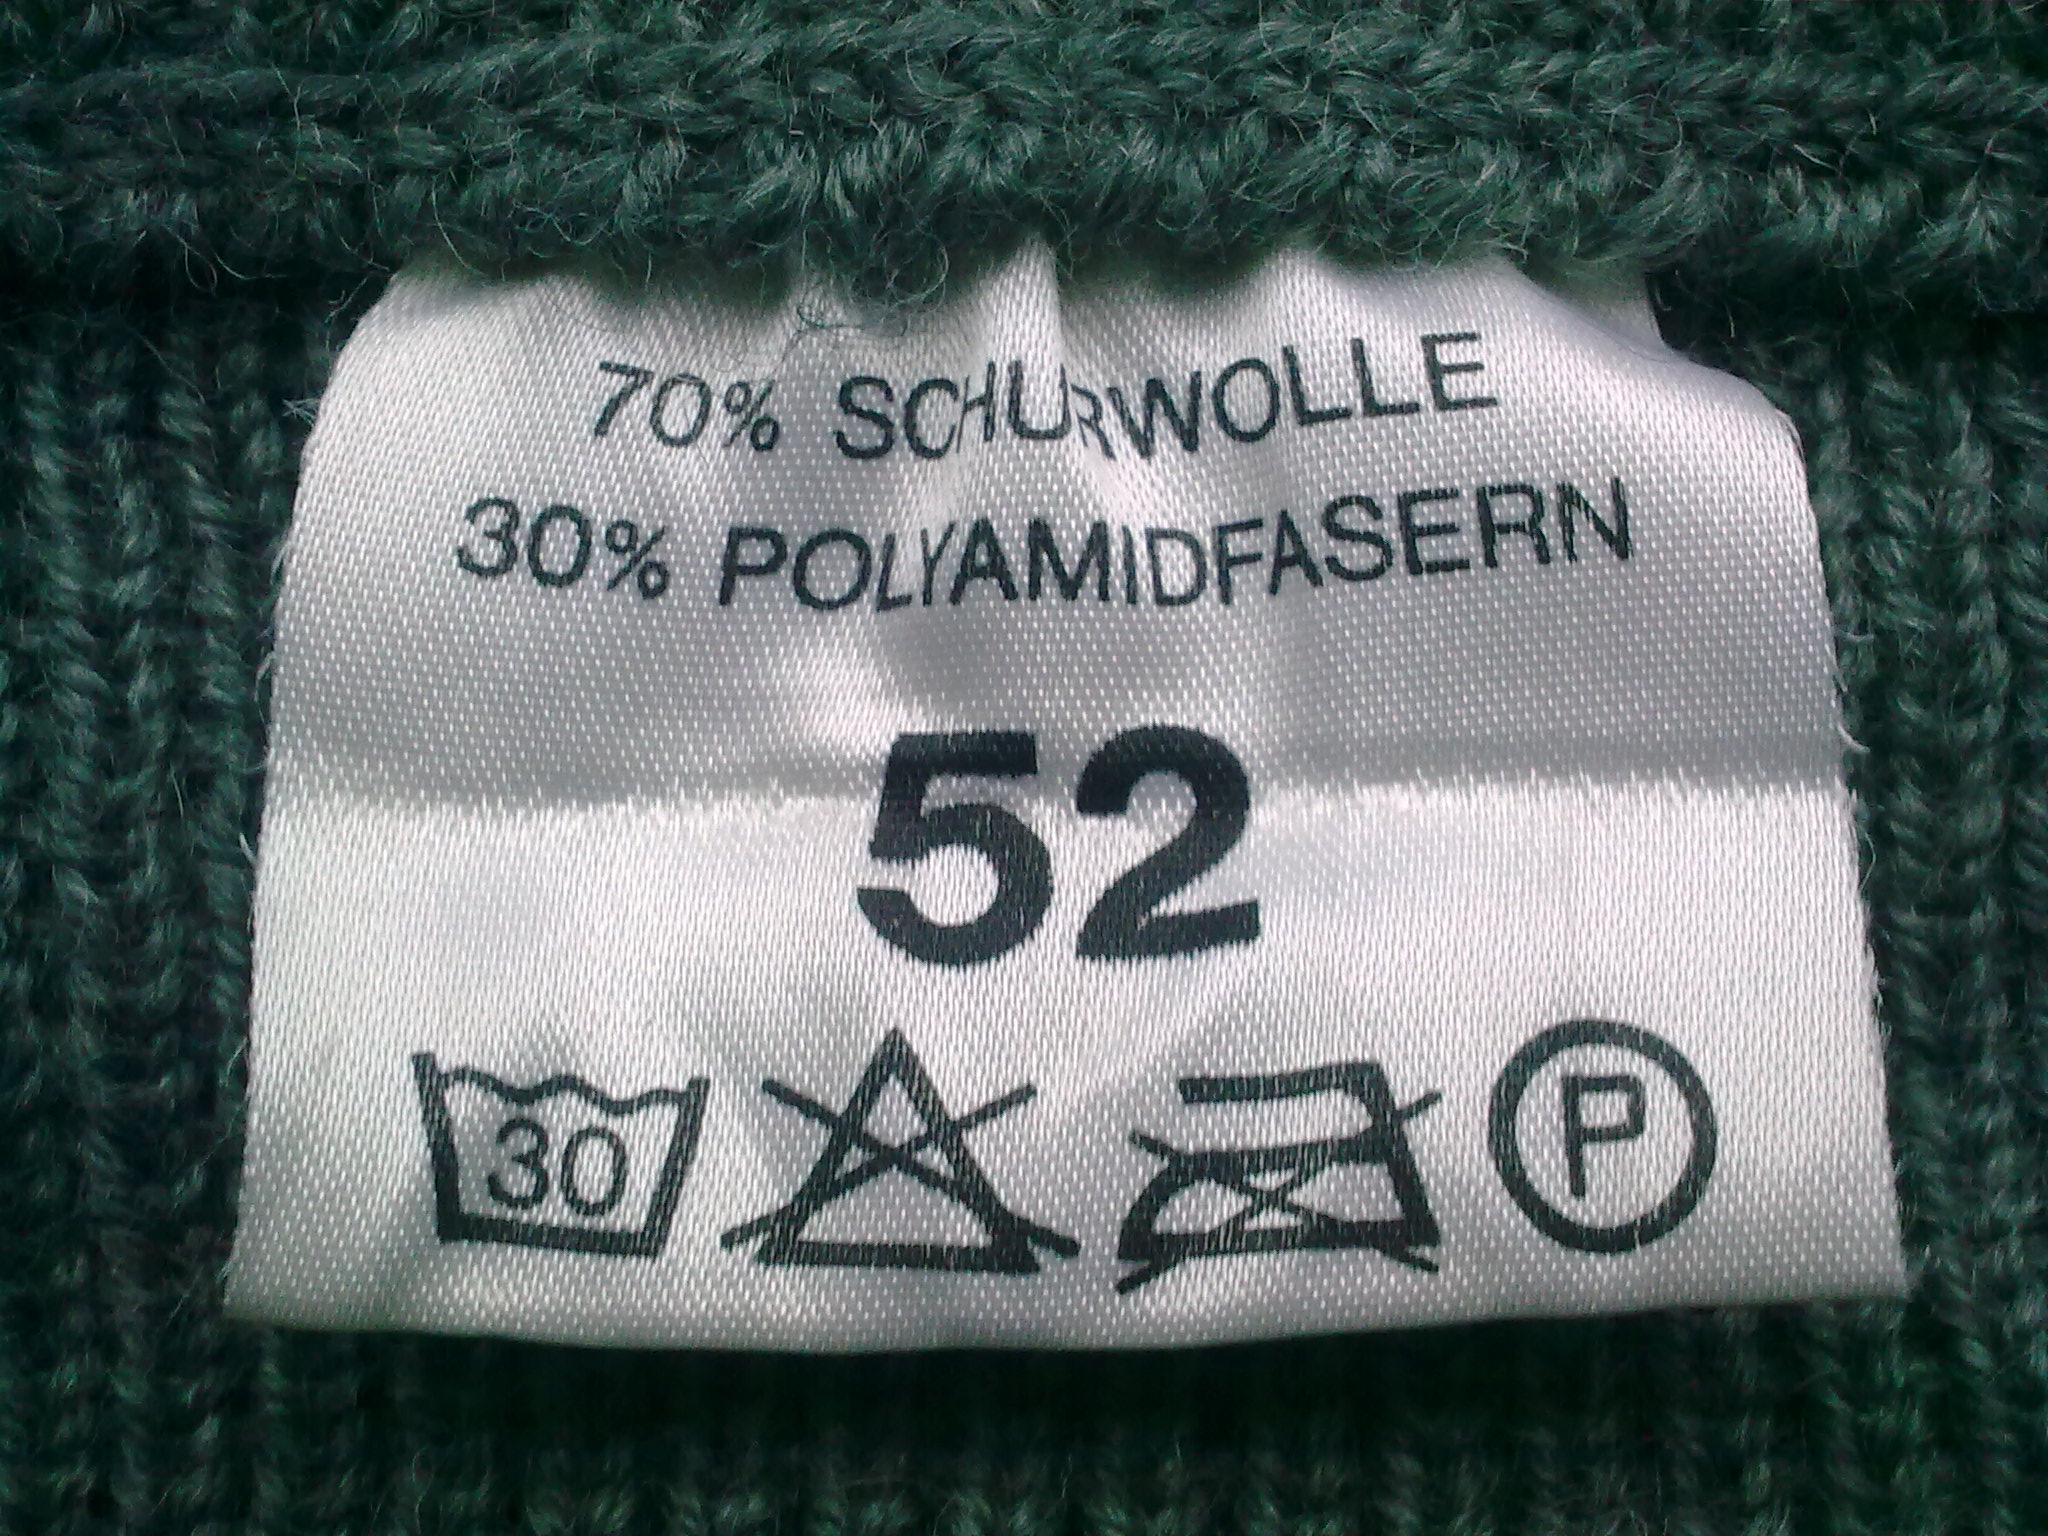 70% SCHURWOLLE
30% POLYAMIDFASERN
52
30 P